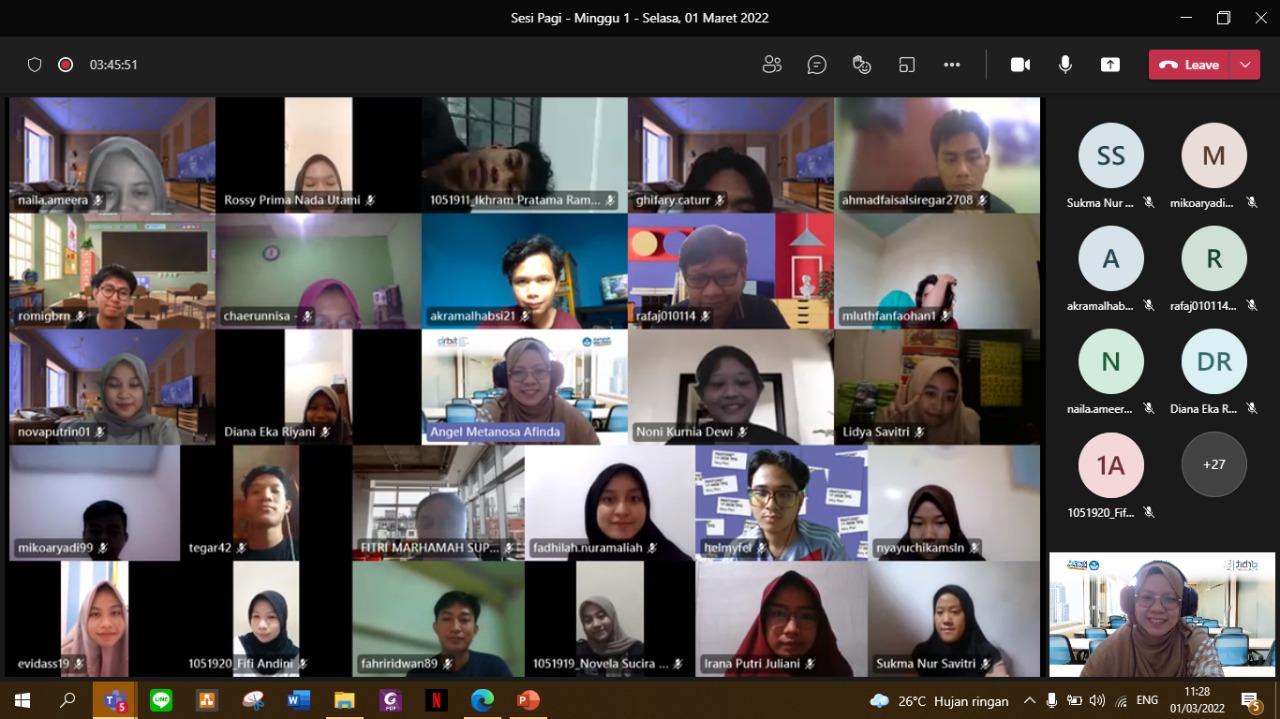 Sesi Pagi - Minggu 1 - Selasa, 01 Maret 2022
03:45:51
Leave
naila.ameera
Rossy Prima Nada Utami
1051911_Ikhram Pratama Ram...
ghifary.caturr
ahmadfaisalsiregar2708
SS
M
Sukma Nur ...
mikoaryadi...
romigbrn
chaerunnisa -
akramalhabsi21
rafaj010114
mluthfanfaohan1
A
R
akramalhab...
rafaj010114...
novaputrin01
Diana Eka Riyani
Angel Metanosa Afinda
Noni Kurnia Dewi
Lidya Savitri
N
DR
naila.ameer...
Diana Eka R...
mikoaryadi99
tegar42
FITRI MARHAMAH SUP...
fadhilah.nuramaliah
helmyfel
nyayuchikamsln
1A
+27
1051920_Fif...
evidass19
1051920_Fifi Andini
fahriridwan89
1051919_Novela Sucira ...
Irana Putri Juliani
Sukma Nur Savitri
26°C Hujan ringan
ENG
11:28
01/03/2022
5